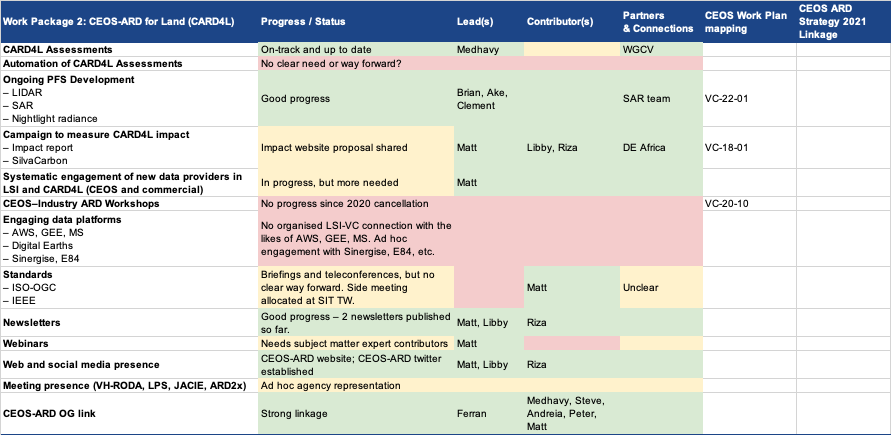 Work Package 2: CEOS-ARD for Land (CARD4L) Progress / Status Lead(s) Contributor(s) Partners & Connections CEOS Work Plan mapping CEOS ARD Strategy 2021 Linkage
CARD4L Assessments On-track and up to date Medhavy WGCV
Automation of CARD4L Assessments No clear need or way forward?
Ongoing PFS Development
– LIDAR
– SAR
– Nightlight radiance
Good progress
Brian, Ake,
Clement
SAR team
VC-22-01
Campaign to measure CARD4L impact
– Impact report
– SilvaCarbon
Impact website proposal shared
Matt
Libby, Riza
DE Africa
VC-18-01
Systematic engagement of new data providers in
LSI and CARD4L (CEOS and commercial)
In progress, but more needed
Matt
CEOS–Industry ARD Workshops No progress since 2020 cancellation VC-20-10
Engaging data platforms
– AWS, GEE, MS
– Digital Earths
– Sinergise, E84
No organised LSI-VC connection with the
likes of AWS, GEE, MS. Ad hoc
engagement with Sinergise, E84, etc.
Standards
– ISO-OGC
– IEEE
Briefings and teleconferences, but no
clear way forward. Side meeting
allocated at SIT TW.
Matt
Unclear
Newsletters
Good progress – 2 newsletters published
so far.
Matt, Libby
Riza
Webinars Needs subject matter expert contributors Matt
Web and social media presence
CEOS-ARD website; CEOS-ARD twitter
established
Matt, Libby
Riza
Meeting presence (VH-RODA, LPS, JACIE, ARD2x) Ad hoc agency representation
CEOS-ARD OG link
Strong linkage
Ferran
Medhavy, Steve,
Andreia, Peter,
Matt